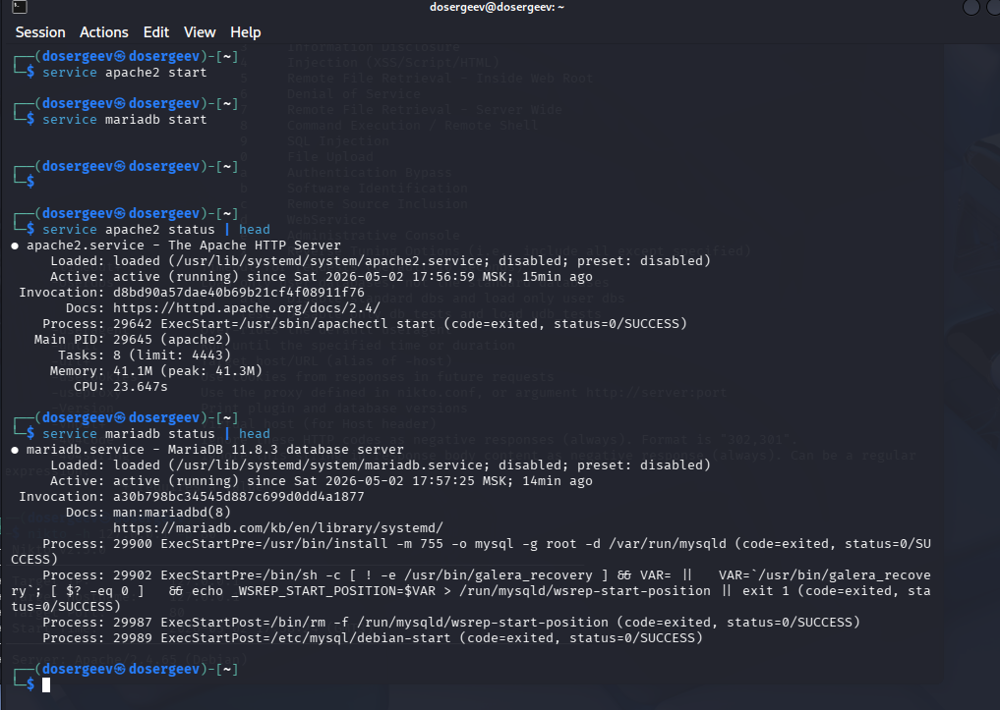 dosergeev@dosergeev: ~
Session Actions Edit View Help
┌──(dosergeev㉿dosergeev)-[~]
└─$ service apache2 start
┌──(dosergeev㉿dosergeev)-[~]
└─$ service mariadb start
┌──(dosergeev㉿dosergeev)-[~]
└─$
┌──(dosergeev㉿dosergeev)-[~]
└─$ service apache2 status | head
● apache2.service - The Apache HTTP Server
Loaded: loaded (/usr/lib/systemd/system/apache2.service; disabled; preset: disabled)
Active: active (running) since Sat 2026-05-02 17:56:59 MSK; 15min ago
Invocation: d8bd90a57dae40b69b21cf4f08911f76
Docs: https://httpd.apache.org/docs/2.4/
Process: 29642 ExecStart=/usr/sbin/apachectl start (code=exited, status=0/SUCCESS)
Main PID: 29645 (apache2)
Tasks: 8 (limit: 4443)
Memory: 41.1M (peak: 41.3M)
CPU: 23.647s
┌──(dosergeev㉿dosergeev)-[~]
└─$ service mariadb status | head
● mariadb.service - MariaDB 11.8.3 database server
Loaded: loaded (/usr/lib/systemd/system/mariadb.service; disabled; preset: disabled)
Active: active (running) since Sat 2026-05-02 17:57:25 MSK; 14min ago
Invocation: a30b798bc34545d887c699d0dd4a1877
Docs: man:mariadbd(8)
https://mariadb.com/kb/en/library/systemd/
Process: 29900 ExecStartPre=/usr/bin/install -m 755 -o mysql -g root -d /var/run/mysqld (code=exited, status=0/SU
CCESS)
Process: 29902 ExecStartPre=/bin/sh -c [ ! -e /usr/bin/galera_recovery ] && VAR= || VAR=`/usr/bin/galera_recove
ry`; [ $? -eq 0 ] && echo _WSREP_START_POSITION=$VAR > /run/mysqld/wsrep-start-position || exit 1 (code=exited, sta
tus=0/SUCCESS)
Process: 29987 ExecStartPost=/bin/rm -f /run/mysqld/wsrep-start-position (code=exited, status=0/SUCCESS)
Process: 29989 ExecStartPost=/etc/mysql/debian-start (code=exited, status=0/SUCCESS)
┌──(dosergeev㉿dosergeev)-[~]
└─$